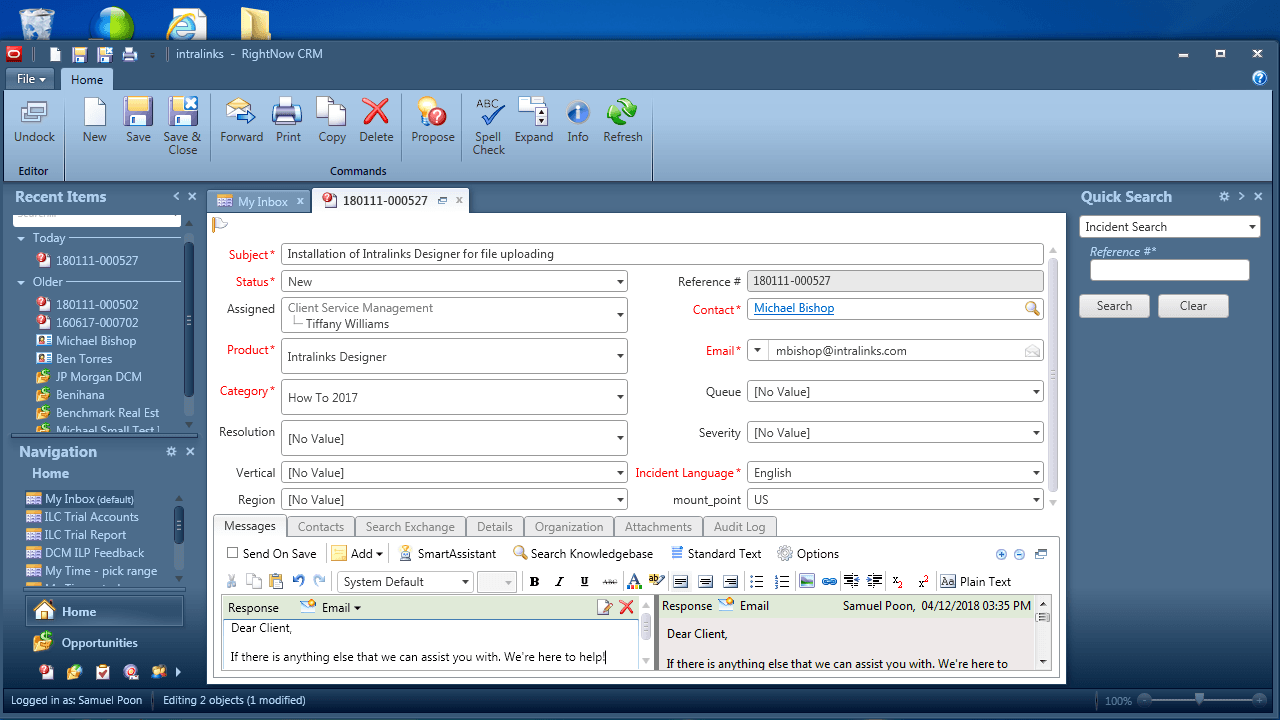 intralinks - RightNow CRM
File
Home
Undock
New
Save
Save & Close
Forward
Print
Copy
Delete
Propose
ABC
Spell Check
Expand
Info
Refresh
Editor
Commands
Recent Items
Today
180111-000527
Older
180111-000502
160617-000702
Michael Bishop
Ben Torres
JP Morgan DCM
Benihana
Benchmark Real Est
Navigation
Home
My Inbox (default)
ILC Trial Accounts
ILC Trial Report
DCM ILP Feedback
My Time - pick range
Home
Opportunities
My Inbox x
180111-000527
Subject* Installation of Intralinks Designer for file uploading
Status* New
Reference # 180111-000527
Assigned Client Service Management
Tiffany Williams
Contact* Michael Bishop
Product* Intralinks Designer
Email* mbishop@intralinks.com
Category* How To 2017
Queue [No Value]
Resolution [No Value]
Severity [No Value]
Vertical [No Value]
Incident Language* English
Region [No Value]
mount_point US
Messages Contacts Search Exchange Details Organization Attachments Audit Log
Send On Save Add SmartAssistant Search Knowledgebase Standard Text Options
System Default B I U ABC A Aa Plain Text
Response Email
Dear Client,
If there is anything else that we can assist you with. We're here to help!
Response Email Samuel Poon, 04/12/2018 03:35 PM
Dear Client,
If there is anything else that we can assist you with. We're here to
Quick Search
Incident Search
Reference #*
Search Clear
Logged in as: Samuel Poon
Editing 2 objects (1 modified)
100%